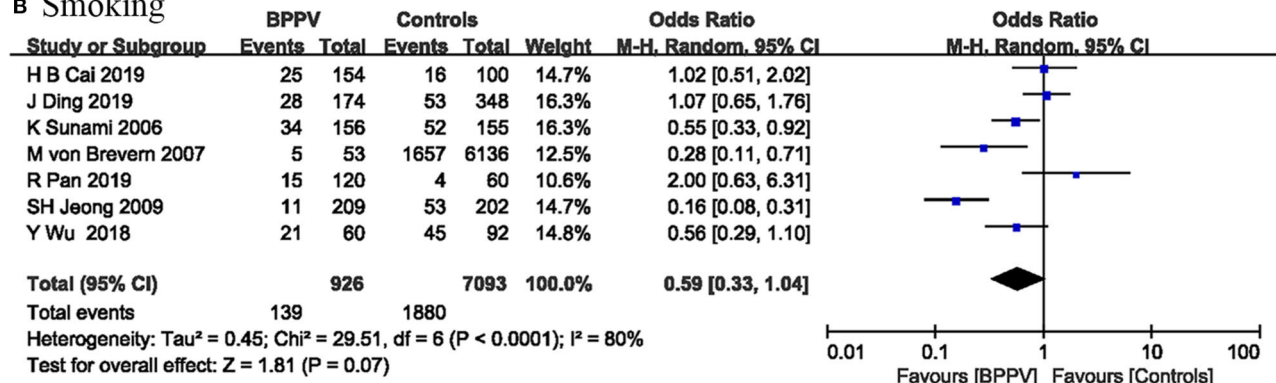 B Smoking
BPPV Controls Odds Ratio Odds Ratio
Study or Subgroup Events Total Events Total Weight M-H. Random. 95% CI M-H. Random. 95% CI
H B Cai 2019 25 154 16 100 14.7% 1.02 [0.51, 2.02]
J Ding 2019 28 174 53 348 16.3% 1.07 [0.65, 1.76]
K Sunami 2006 34 156 52 155 16.3% 0.55 [0.33, 0.92]
M von Brevern 2007 5 53 1657 6136 12.5% 0.28 [0.11, 0.71]
R Pan 2019 15 120 4 60 10.6% 2.00 [0.63, 6.31]
SH Jeong 2009 11 209 53 202 14.7% 0.16 [0.08, 0.31]
Y Wu 2018 21 60 45 92 14.8% 0.56 [0.29, 1.10]
Total (95% CI) 926 7093 100.0% 0.59 [0.33, 1.04]
Total events 139 1880
Heterogeneity: Tau² = 0.45; Chi² = 29.51, df = 6 (P < 0.0001); I² = 80%
Test for overall effect: Z = 1.81 (P = 0.07)
0.01 0.1 1 10 100
Favours [BPPV] Favours [Controls]